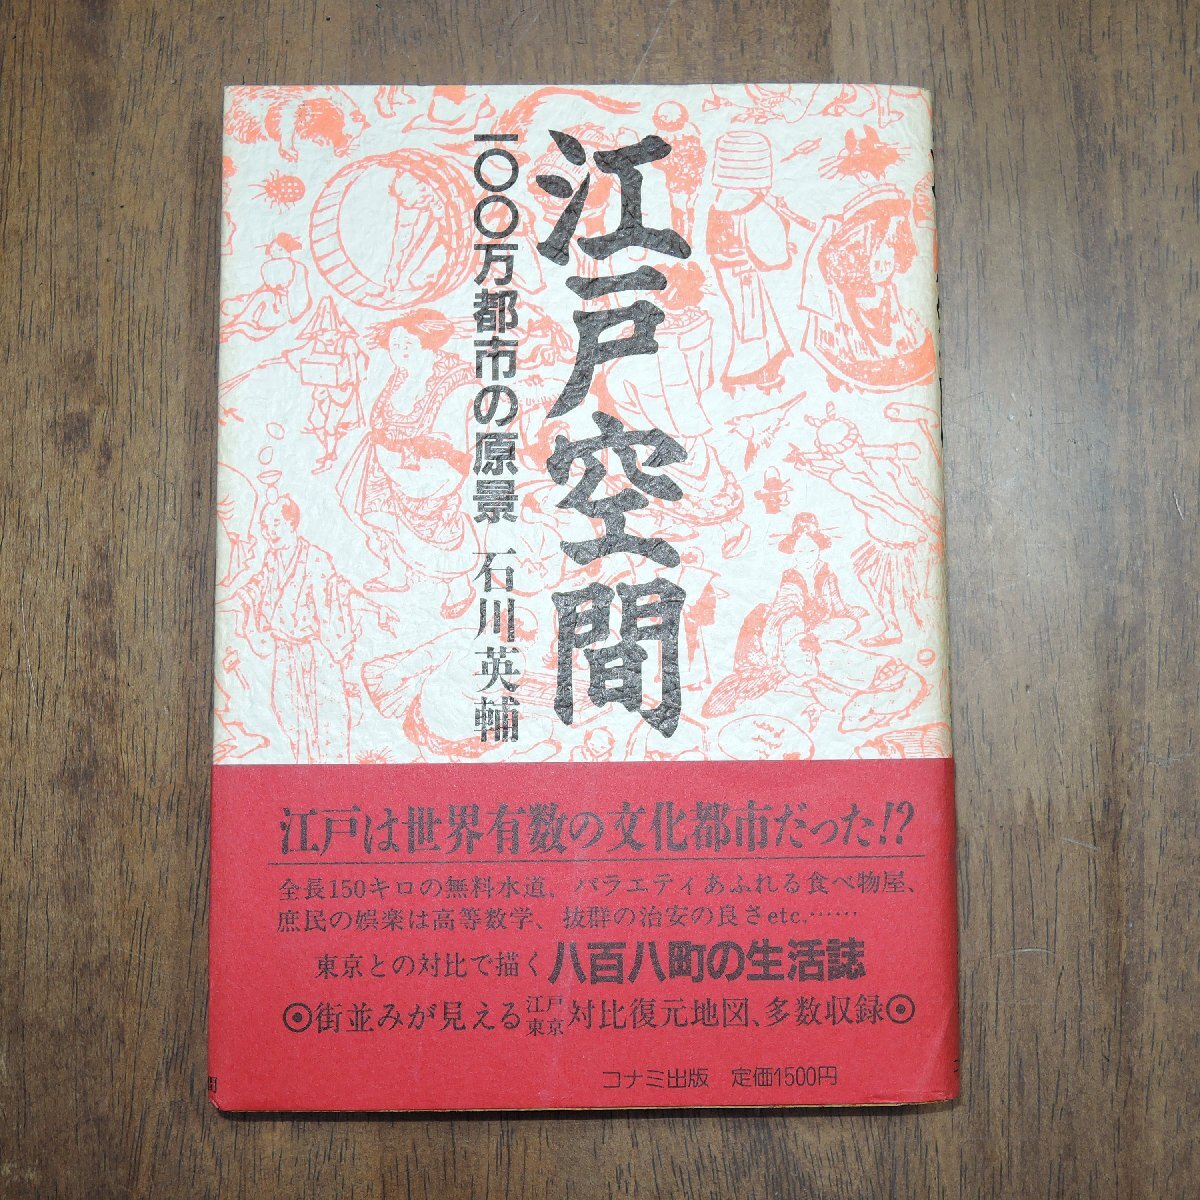 江戸空間
一〇〇万都市の原景 石川英輔
江戸は世界有数の文化都市だった!?
全長150キロの無料水道、バラエティあふれる食べ物屋、
庶民の娯楽は高等数学、抜群の治安の良さetc.……
東京との対比で描く八百八町の生活誌
◉街並みが見える江戸東京対比復元地図、多数収録◉
コナミ出版 定価1500円